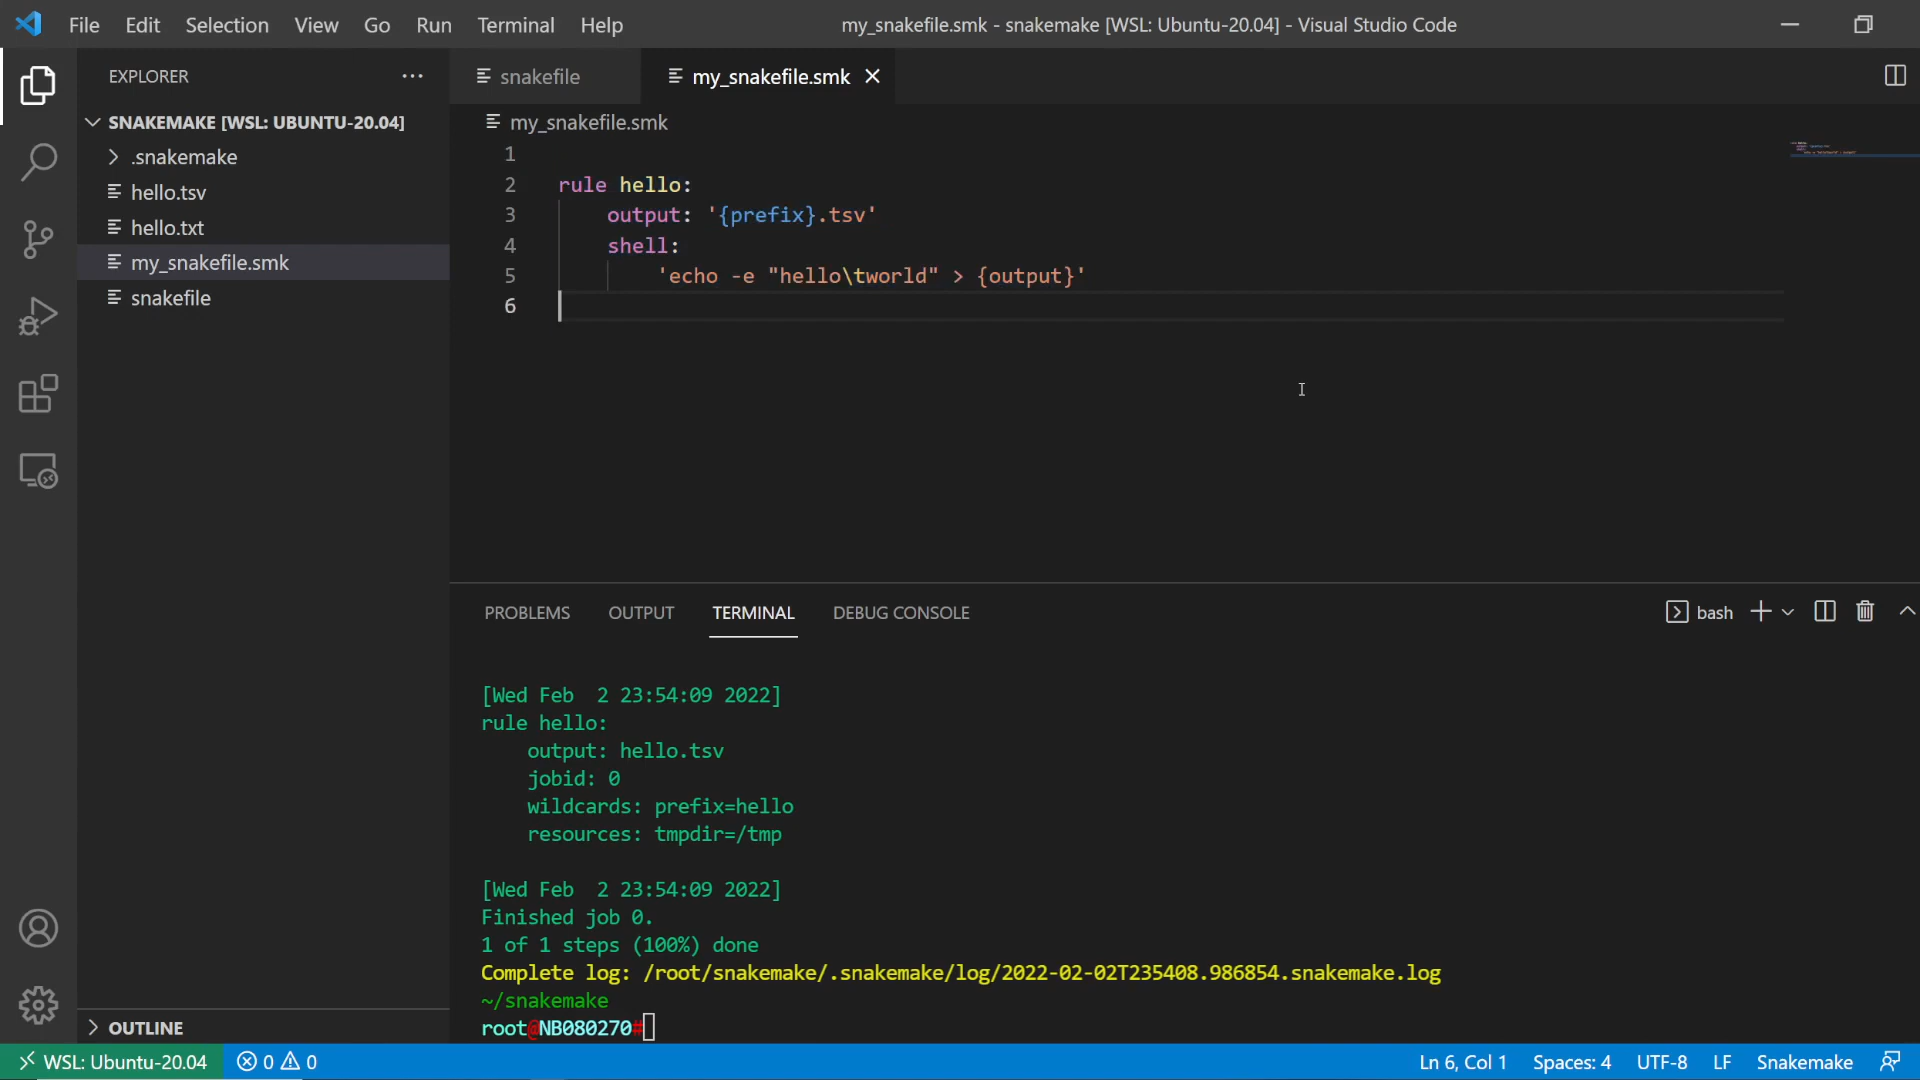 File Edit Selection View Go Run Terminal Help my_snakefile.smk - snakemake [WSL: Ubuntu-20.04] - Visual Studio Code
EXPLORER
SNAKEMAKE [WSL: UBUNTU-20.04]
.snakemake
hello.tsv
hello.txt
my_snakefile.smk
snakefile
OUTLINE
snakefile my_snakefile.smk
my_snakefile.smk
1
2 rule hello:
3 output: '{prefix}.tsv'
4 shell:
5 'echo -e "hello\tworld" > {output}'
6
PROBLEMS OUTPUT TERMINAL DEBUG CONSOLE bash
[Wed Feb  2 23:54:09 2022]
rule hello:
output: hello.tsv
jobid: 0
wildcards: prefix=hello
resources: tmpdir=/tmp
[Wed Feb  2 23:54:09 2022]
Finished job 0.
1 of 1 steps (100%) done
Complete log: /root/snakemake/.snakemake/log/2022-02-02T235408.986854.snakemake.log
~/snakemake
root@NB080270#
WSL: Ubuntu-20.04 0 0 Ln 6, Col 1 Spaces: 4 UTF-8 LF Snakemake